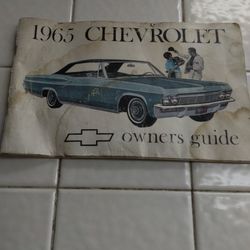 1965 CHEVROLET
owners guide